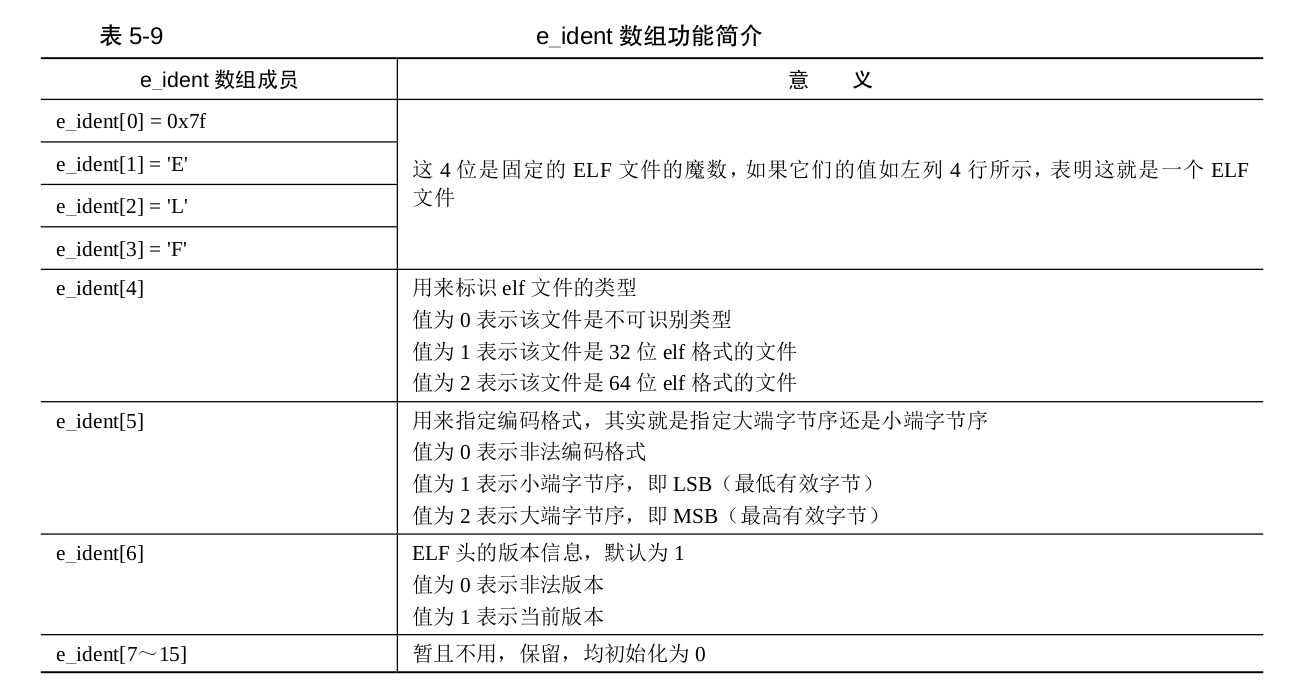 表 5-9 e_ident 数组功能简介
e_ident 数组成员 意 义
e_ident[0] = 0x7f
e_ident[1] = 'E'
e_ident[2] = 'L'
e_ident[3] = 'F'
这 4 位是固定的 ELF 文件的魔数，如果它们的值如左列 4 行所示，表明这就是一个 ELF
文件
e_ident[4]
用来标识 elf 文件的类型
值为 0 表示该文件是不可识别类型
值为 1 表示该文件是 32 位 elf 格式的文件
值为 2 表示该文件是 64 位 elf 格式的文件
e_ident[5]
用来指定编码格式，其实就是指定大端字节序还是小端字节序
值为 0 表示非法编码格式
值为 1 表示小端字节序，即 LSB（最低有效字节）
值为 2 表示大端字节序，即 MSB（最高有效字节）
e_ident[6]
ELF 头的版本信息，默认为 1
值为 0 表示非法版本
值为 1 表示当前版本
e_ident[7～15]
暂且不用，保留，均初始化为 0